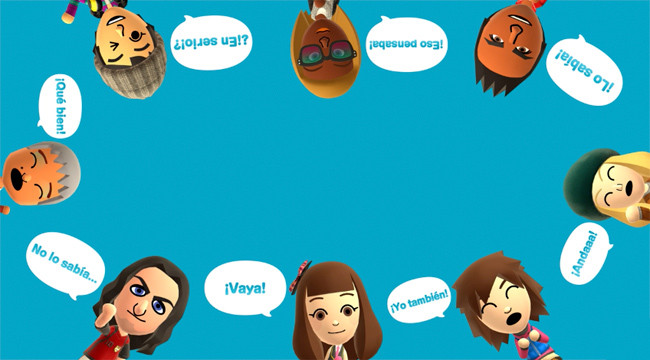 ¿¡En serio!?
¡Eso pensaba!
¡Lo sabía!
¡Qué bien!
¡Andaaa!
No lo sabía...
¡Vaya!
¡Yo también!